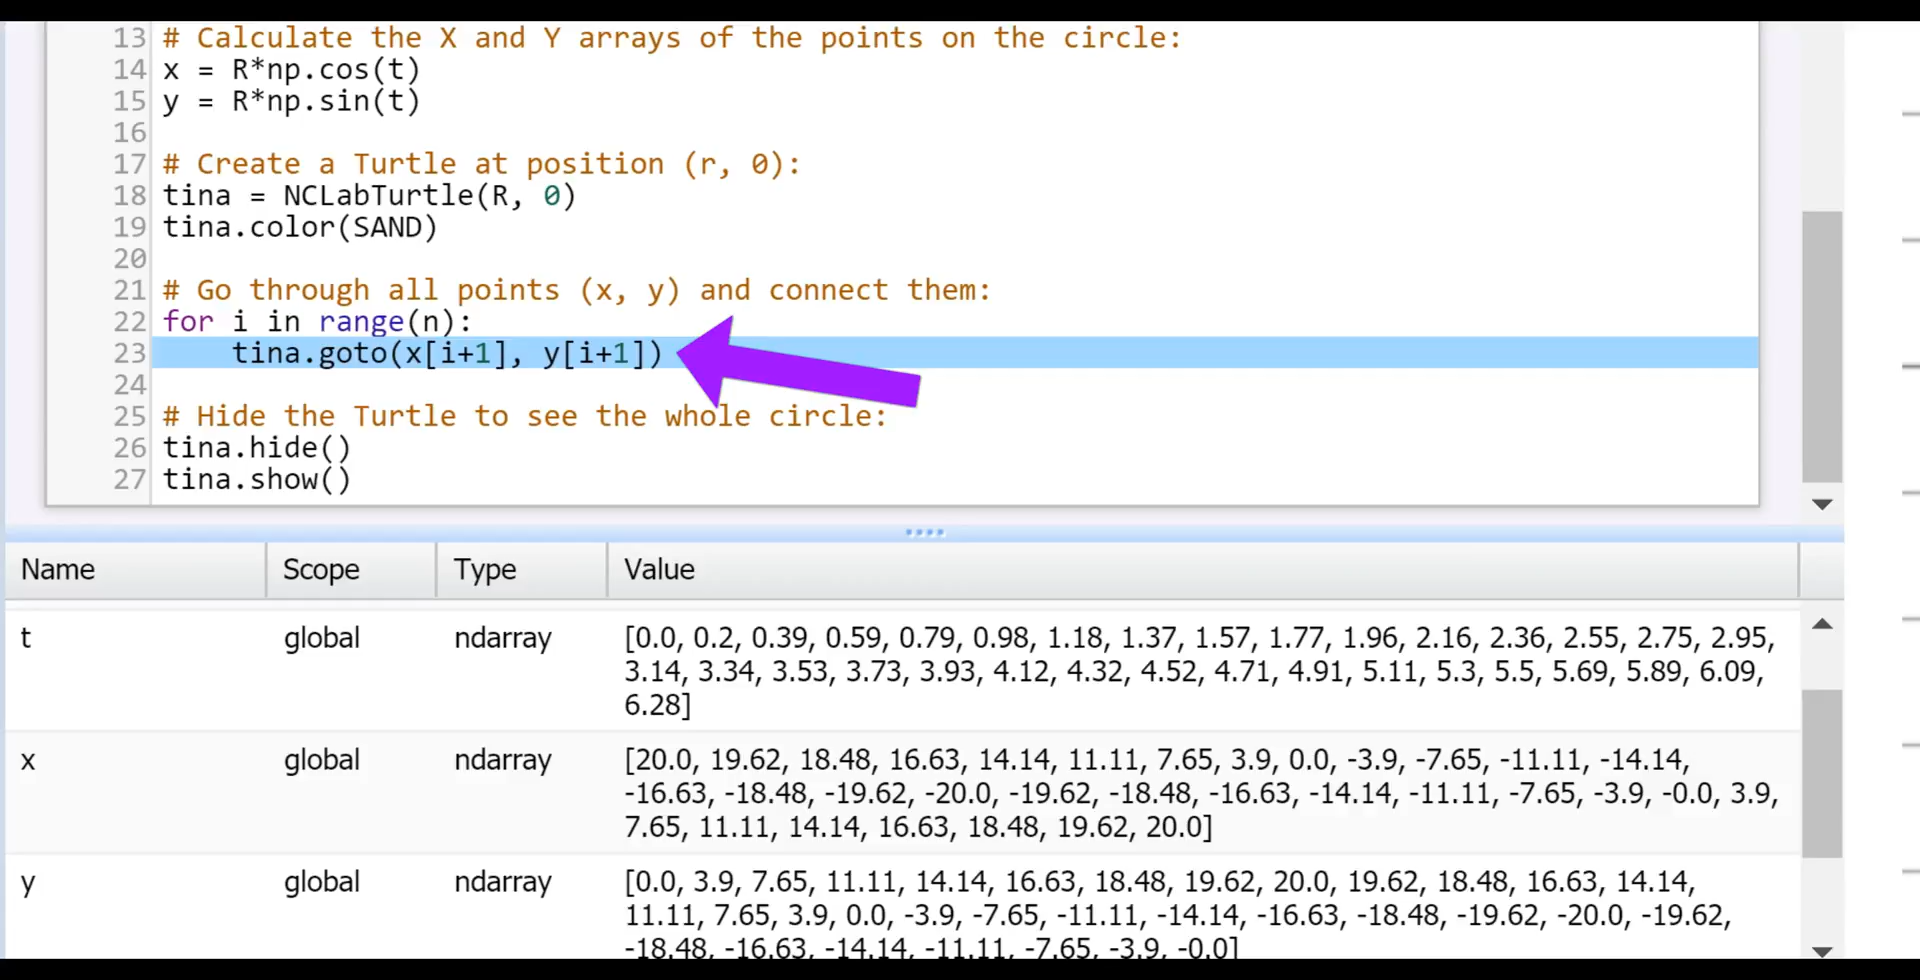 13 # Calculate the X and Y arrays of the points on the circle:
14 x = R*np.cos(t)
15 y = R*np.sin(t)
16
17 # Create a Turtle at position (r, 0):
18 tina = NCLabTurtle(R, 0)
19 tina.color(SAND)
20
21 # Go through all points (x, y) and connect them:
22 for i in range(n):
23     tina.goto(x[i+1], y[i+1])
24
25 # Hide the Turtle to see the whole circle:
26 tina.hide()
27 tina.show()
Name Scope Type Value
t global ndarray [0.0, 0.2, 0.39, 0.59, 0.79, 0.98, 1.18, 1.37, 1.57, 1.77, 1.96, 2.16, 2.36, 2.55, 2.75, 2.95,
3.14, 3.34, 3.53, 3.73, 3.93, 4.12, 4.32, 4.52, 4.71, 4.91, 5.11, 5.3, 5.5, 5.69, 5.89, 6.09,
6.28]
x global ndarray [20.0, 19.62, 18.48, 16.63, 14.14, 11.11, 7.65, 3.9, 0.0, -3.9, -7.65, -11.11, -14.14,
-16.63, -18.48, -19.62, -20.0, -19.62, -18.48, -16.63, -14.14, -11.11, -7.65, -3.9, -0.0, 3.9,
7.65, 11.11, 14.14, 16.63, 18.48, 19.62, 20.0]
y global ndarray [0.0, 3.9, 7.65, 11.11, 14.14, 16.63, 18.48, 19.62, 20.0, 19.62, 18.48, 16.63, 14.14,
11.11, 7.65, 3.9, 0.0, -3.9, -7.65, -11.11, -14.14, -16.63, -18.48, -19.62, -20.0, -19.62,
-18.48, -16.63, -14.14, -11.11, -7.65, -3.9, -0.0]